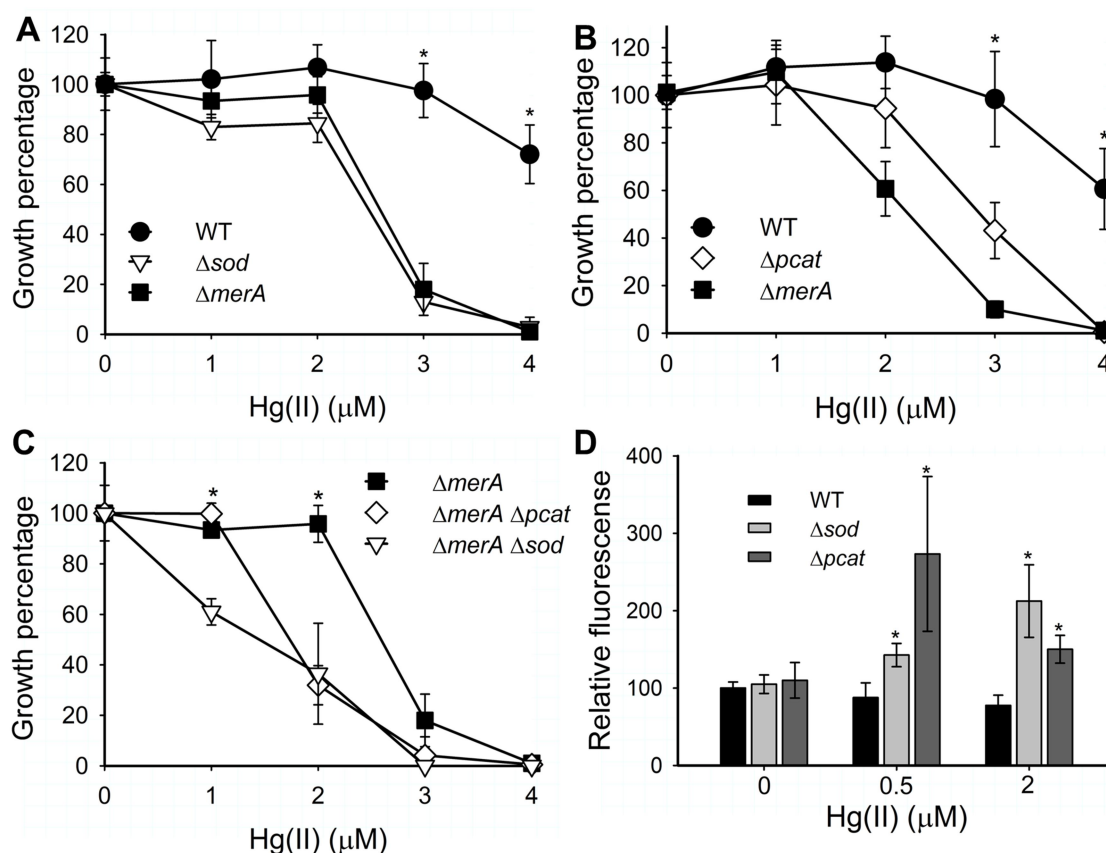 A
120
100
80
60
40
20
0
Growth percentage
*
*
WT
Δsod
ΔmerA
0 1 2 3 4
Hg(II) (μM)
B
120
100
80
60
40
20
0
Growth percentage
*
*
WT
Δpcat
ΔmerA
0 1 2 3 4
Hg(II) (μM)
C
120
100
80
60
40
20
0
Growth percentage
* *
ΔmerA
ΔmerA Δpcat
ΔmerA Δsod
0 1 2 3 4
Hg(II) (μM)
D
400
300
200
100
0
Relative fluorescense
WT
Δsod
Δpcat
*
*
*
*
0 0.5 2
Hg(II) (μM)